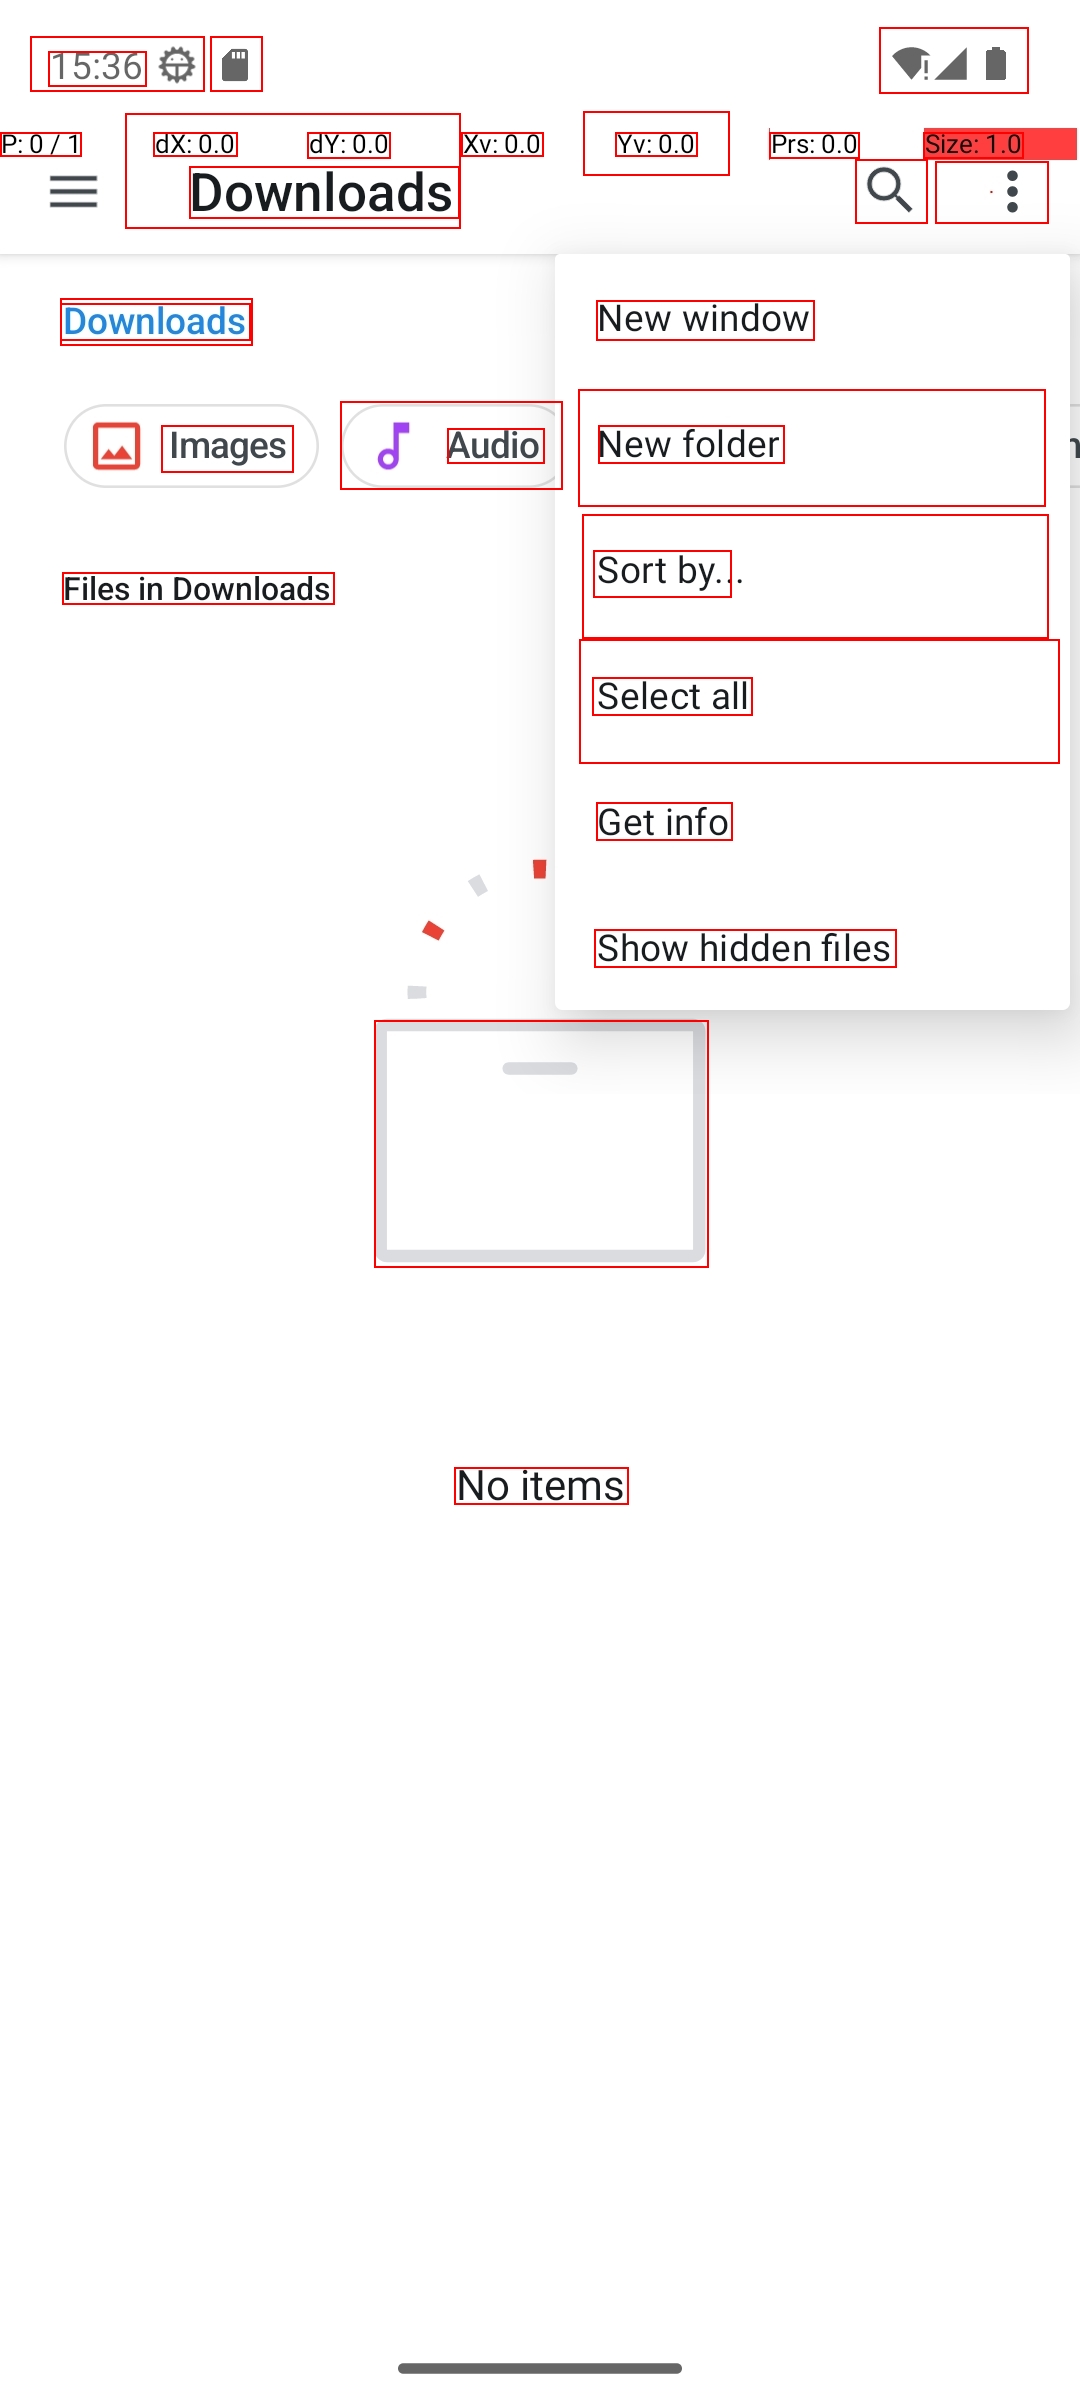 15:36
P: 0 / 1 dX: 0.0 dY: 0.0 Xv: 0.0 Yv: 0.0 Prs: 0.0 Size: 1.0
Downloads
Downloads
New window
Images Audio
New folder
Sort by...
Files in Downloads
Select all
Get info
Show hidden files
No items